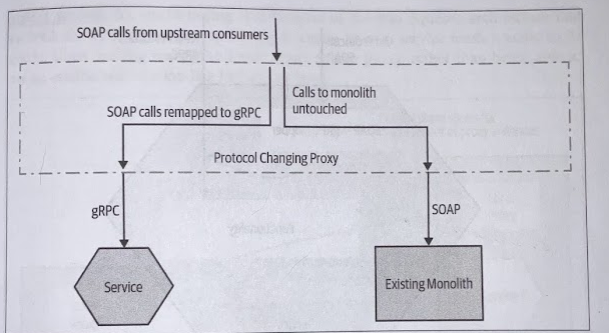 SOAP calls from upstream consumers
Calls to monolith
untouched
SOAP calls remapped to gRPC
Protocol Changing Proxy
gRPC
SOAP
Service
Existing Monolith